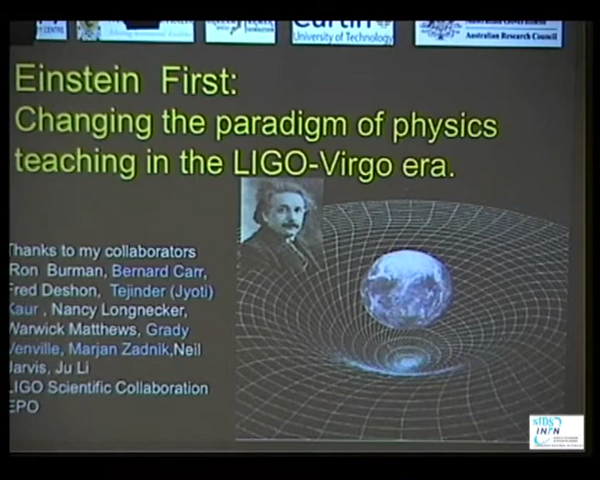 Curtin
University of Technology
Australian Research Council
Einstein First:
Changing the paradigm of physics
teaching in the LIGO-Virgo era.
Thanks to my collaborators
Ron Burman, Bernard Carr,
Fred Deshon, Tejinder (Jyoti)
Kaur , Nancy Longnecker,
Warwick Matthews, Grady
Venville, Marjan Zadnik,Neil
Jarvis, Ju Li
LIGO Scientific Collaboration
EPO